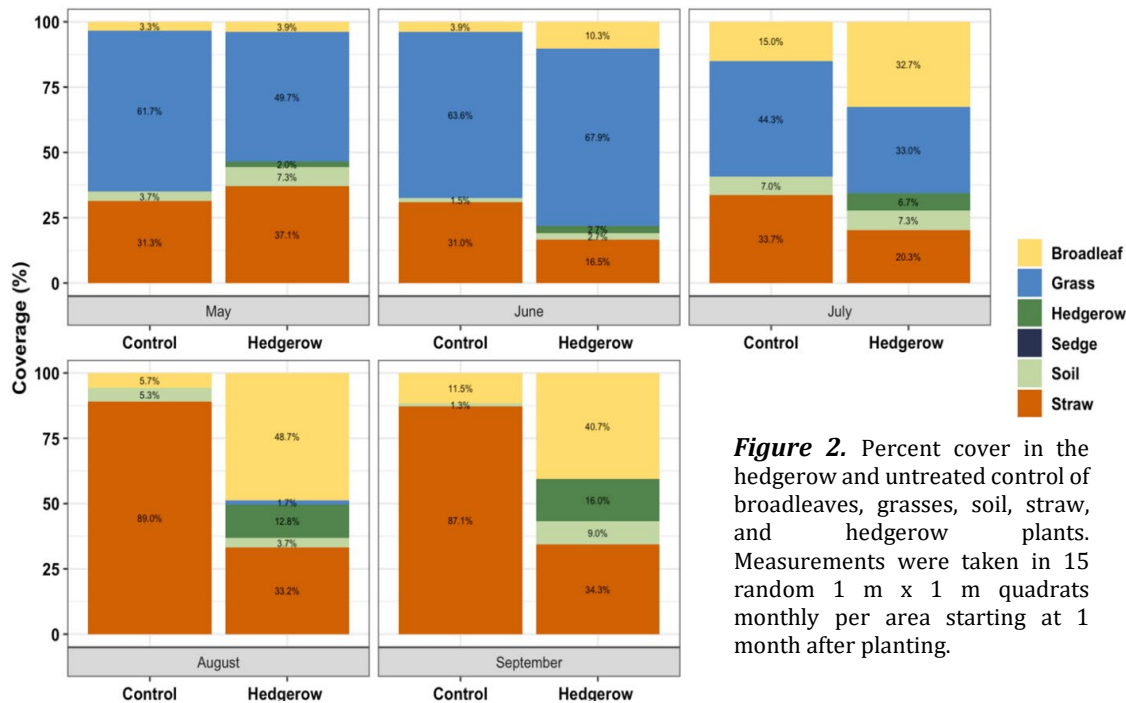 Coverage (%)
100
75
50
25
0
3.3%
61.7%
3.7%
31.3%
3.9%
49.7%
2.0%
7.3%
37.1%
May
Control
Hedgerow
3.9%
63.6%
1.5%
31.0%
10.3%
67.9%
2.7%
2.7%
16.5%
June
Control
Hedgerow
15.0%
44.3%
7.0%
33.7%
32.7%
33.0%
6.7%
7.3%
20.3%
July
Control
Hedgerow
100
75
50
25
0
5.7%
5.3%
89.0%
48.7%
1.7%
12.8%
3.7%
33.2%
August
Control
Hedgerow
11.5%
1.3%
87.1%
40.7%
16.0%
9.0%
34.3%
September
Control
Hedgerow
Broadleaf
Grass
Hedgerow
Sedge
Soil
Straw
Figure 2. Percent cover in the
hedgerow and untreated control of
broadleaves, grasses, soil, straw,
and hedgerow plants.
Measurements were taken in 15
random 1 m x 1 m quadrats
monthly per area starting at 1
month after planting.